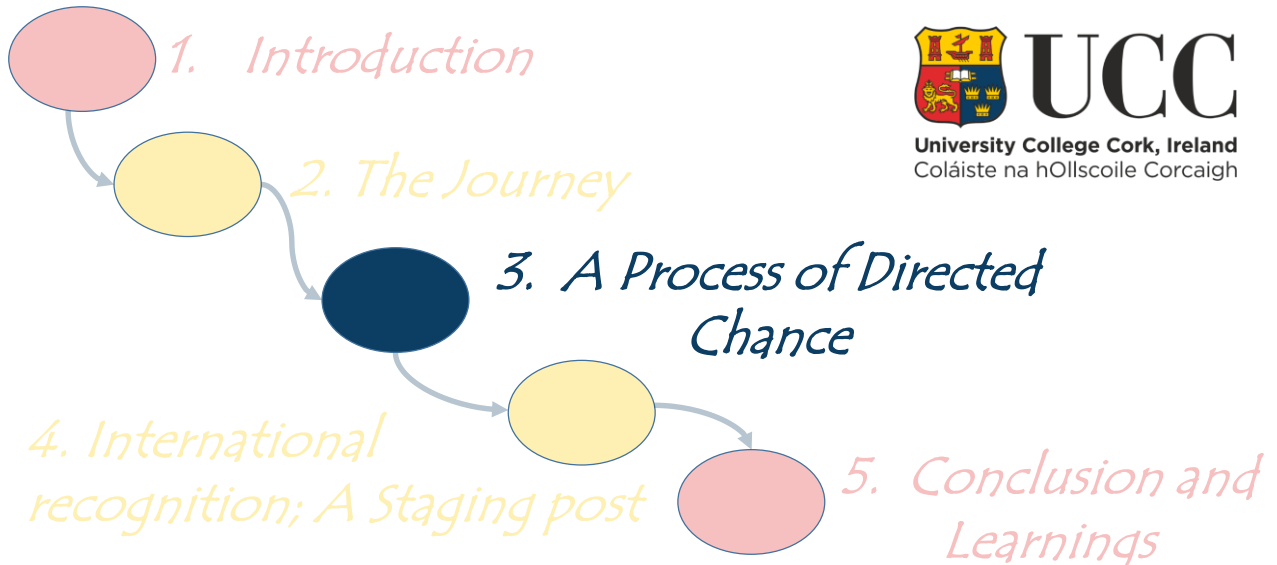 1. Introduction
UCC
University College Cork, Ireland
Coláiste na hOllscoile Corcaigh
2. The Journey
3. A Process of Directed
Chance
4. International
recognition; A Staging post
5. Conclusion and
Learnings